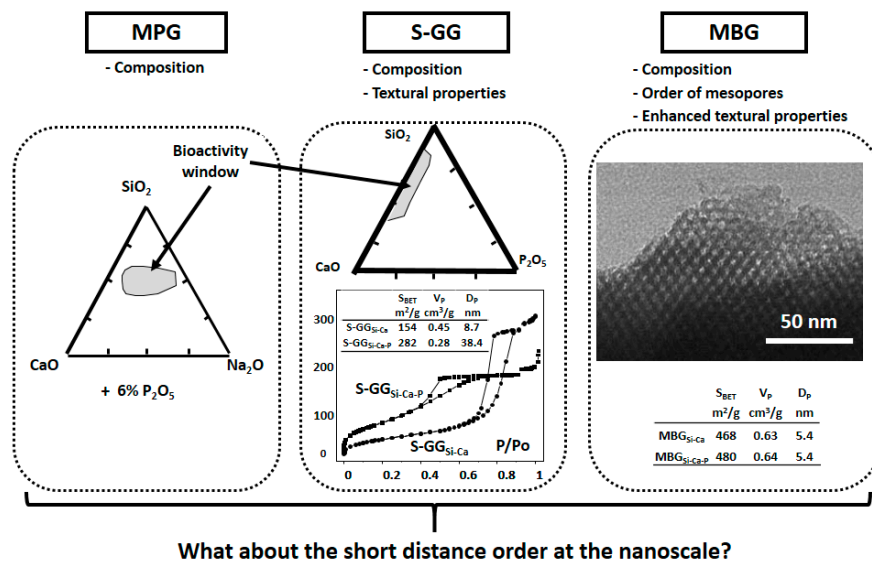 MPG
- Composition
S-GG
- Composition
- Textural properties
MBG
- Composition
- Order of mesopores
- Enhanced textural properties
Bioactivity
window
SiO2
CaO
Na2O
+ 6% P2O5
SiO2
CaO
P2O5
SBET VP DP
m2/g cm3/g nm
S-GGSi-Ca 154 0.45 8.7
S-GGSi-Ca-P 282 0.28 38.4
300
200
100
0
S-GGSi-Ca-P
S-GGSi-Ca
P/Po
0 0.2 0.4 0.6 0.8 1
50 nm
SBET VP DP
m2/g cm3/g nm
MBGSi-Ca 468 0.63 5.4
MBGSi-Ca-P 480 0.64 5.4
What about the short distance order at the nanoscale?